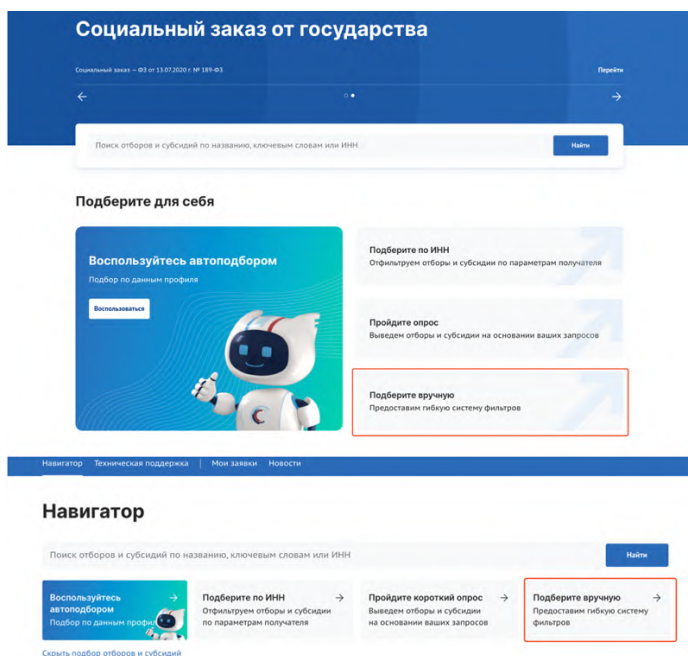 Социальный заказ от государства
Социальный заказ – ФЗ от 13.07.2020 г. № 189-ФЗ
Перейти
Поиск отборов и субсидий по названию, ключевым словам или ИНН
Найти
Подберите для себя
Воспользуйтесь автоподбором
Подбор по данным профиля
Воспользоваться
Подберите по ИНН
Отфильтруем отборы и субсидии по параметрам получателя
Пройдите опрос
Выведем отборы и субсидии на основании ваших запросов
Подберите вручную
Предоставим гибкую систему фильтров
Навигатор Техническая поддержка | Мои заявки Новости
Навигатор
Поиск отборов и субсидий по названию, ключевым словам или ИНН
Найти
Воспользуйтесь
автоподбором
Подбор по данным профи
Подберите по ИНН
Отфильтруем отборы и субсидии
по параметрам получателя
Пройдите короткий опрос
Выведем отборы и субсидии
на основании ваших запросов
Подберите вручную
Предоставим гибкую систему
фильтров
Скрыть подбор отборов и субсидий